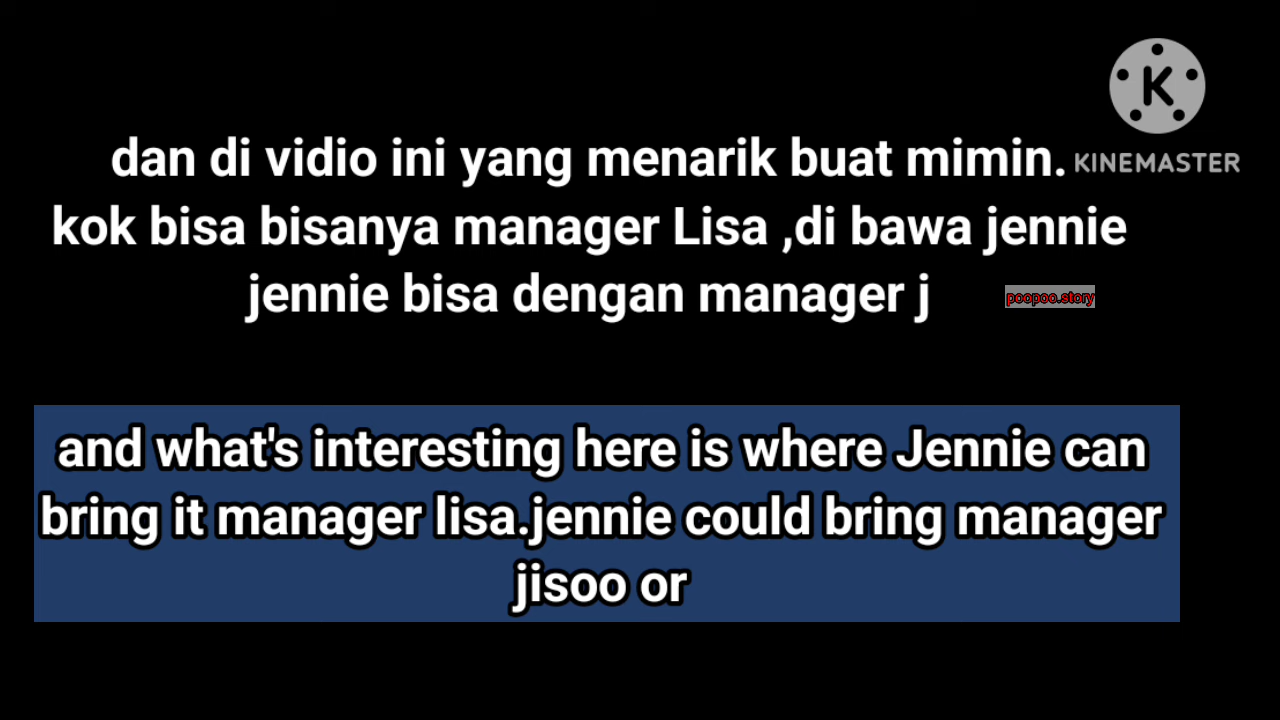 dan di vidio ini yang menarik buat mimin.
KINEMASTER
kok bisa bisanya manager Lisa ,di bawa jennie
jennie bisa dengan manager j
poopoo.story
and what's interesting here is where Jennie can
bring it manager lisa.jennie could bring manager
jisoo or